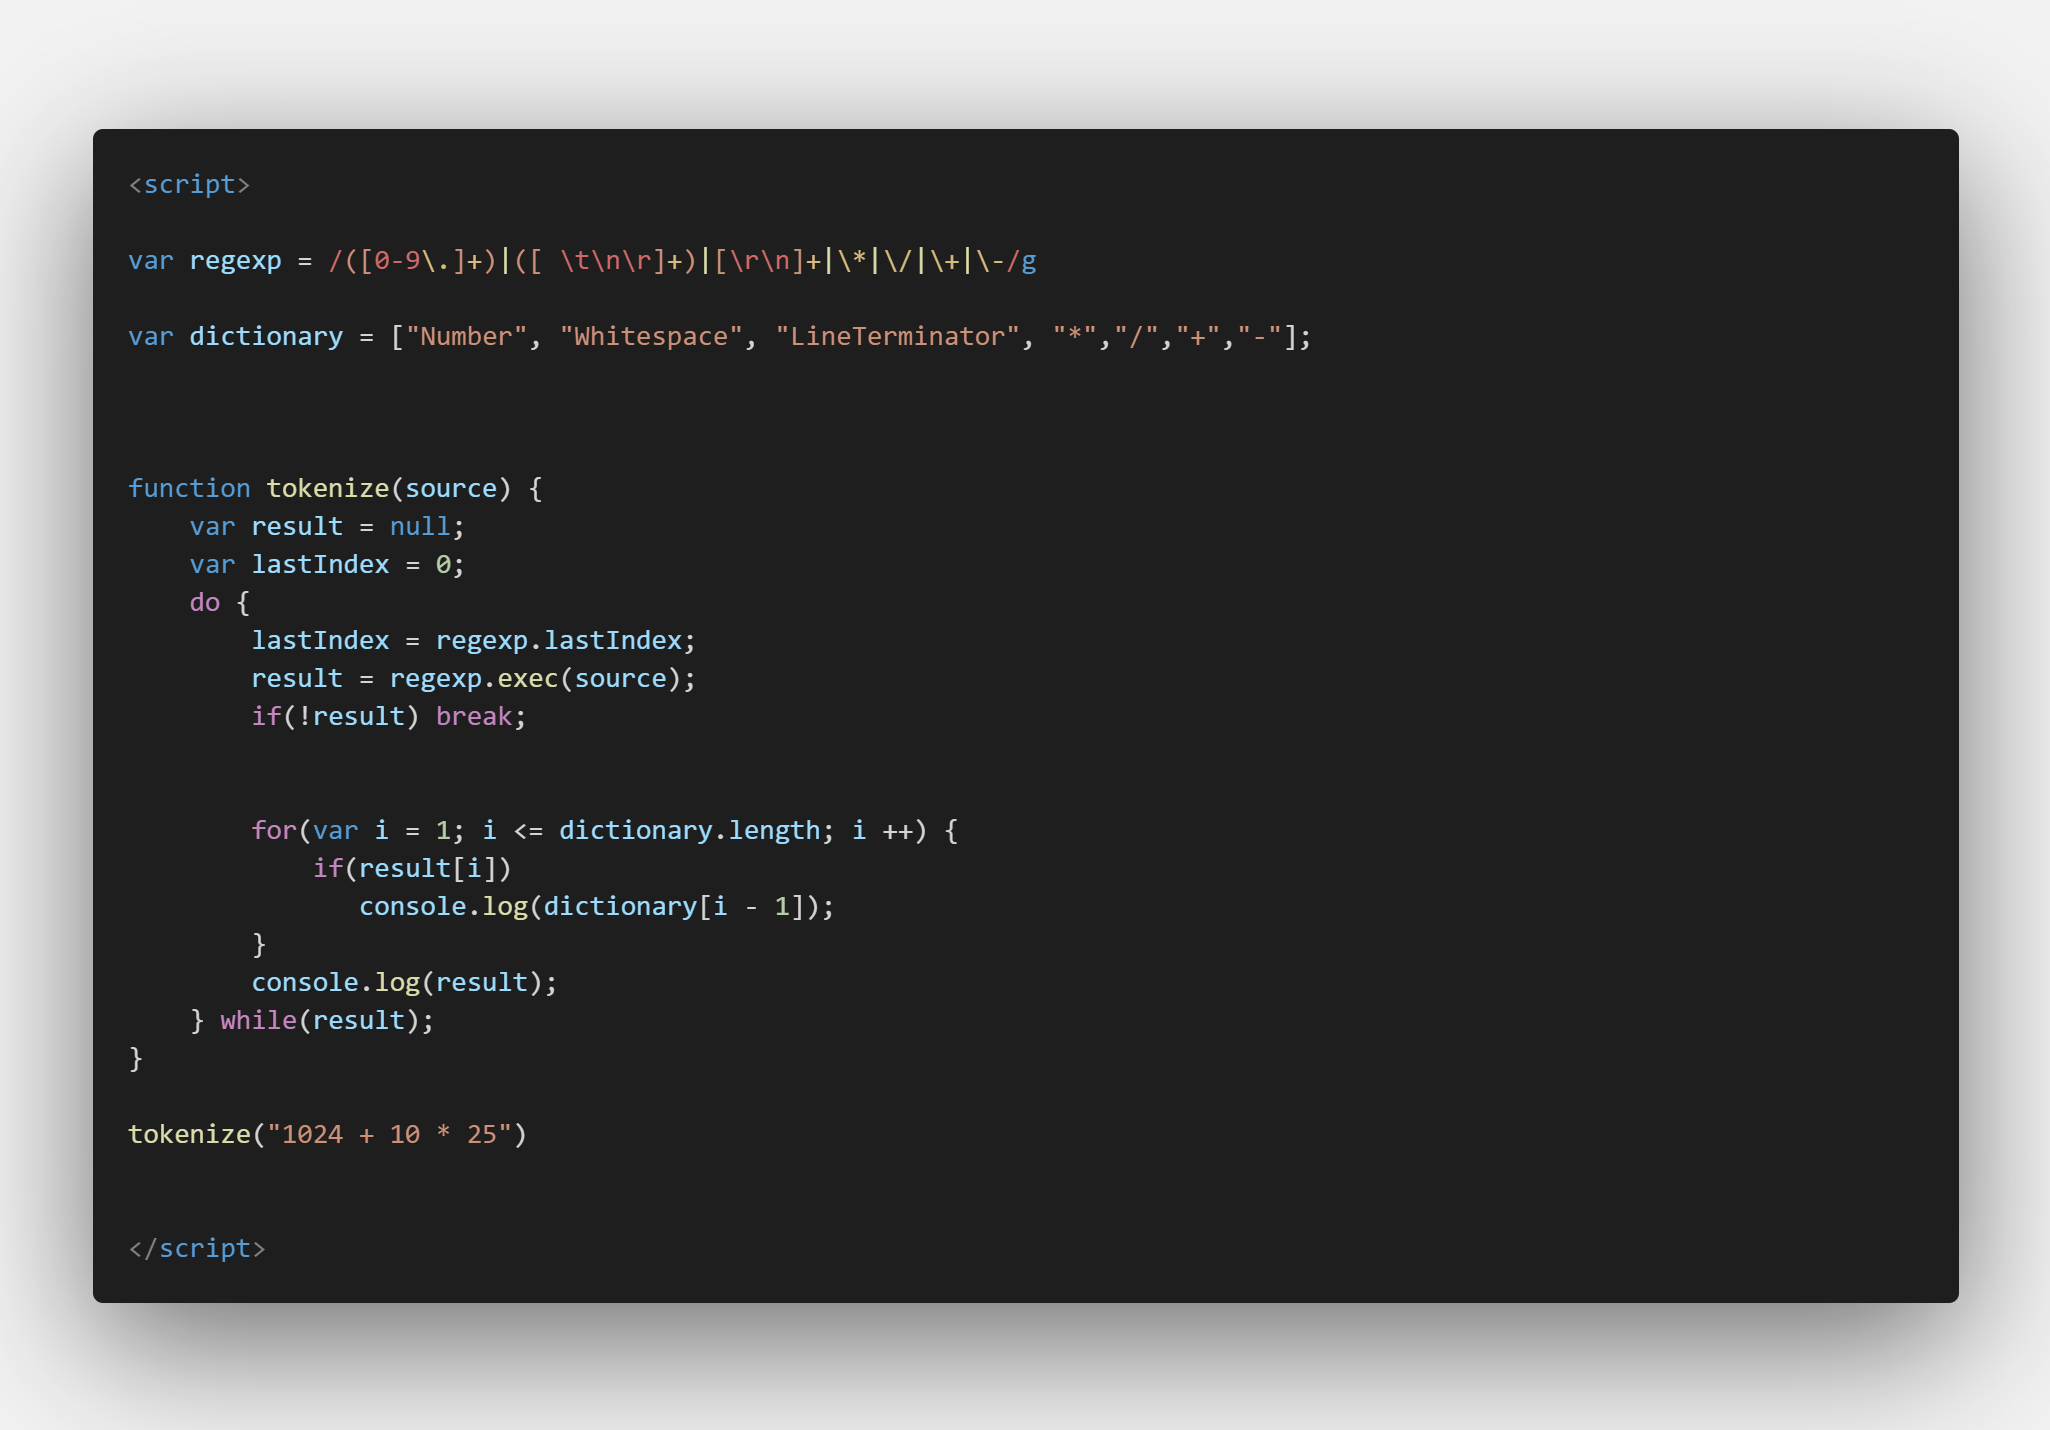 <script>
var regexp = /([0-9\.]+)|([ \t\n\r]+)|[\r\n]+|\*|\/|\+|\-/g
var dictionary = ["Number", "Whitespace", "LineTerminator", "*","/","+","-"];
function tokenize(source) {
    var result = null;
    var lastIndex = 0;
    do {
        lastIndex = regexp.lastIndex;
        result = regexp.exec(source);
        if(!result) break;
        for(var i = 1; i <= dictionary.length; i ++) {
            if(result[i])
               console.log(dictionary[i - 1]);
        }
        console.log(result);
    } while(result);
}
tokenize("1024 + 10 * 25")
</script>